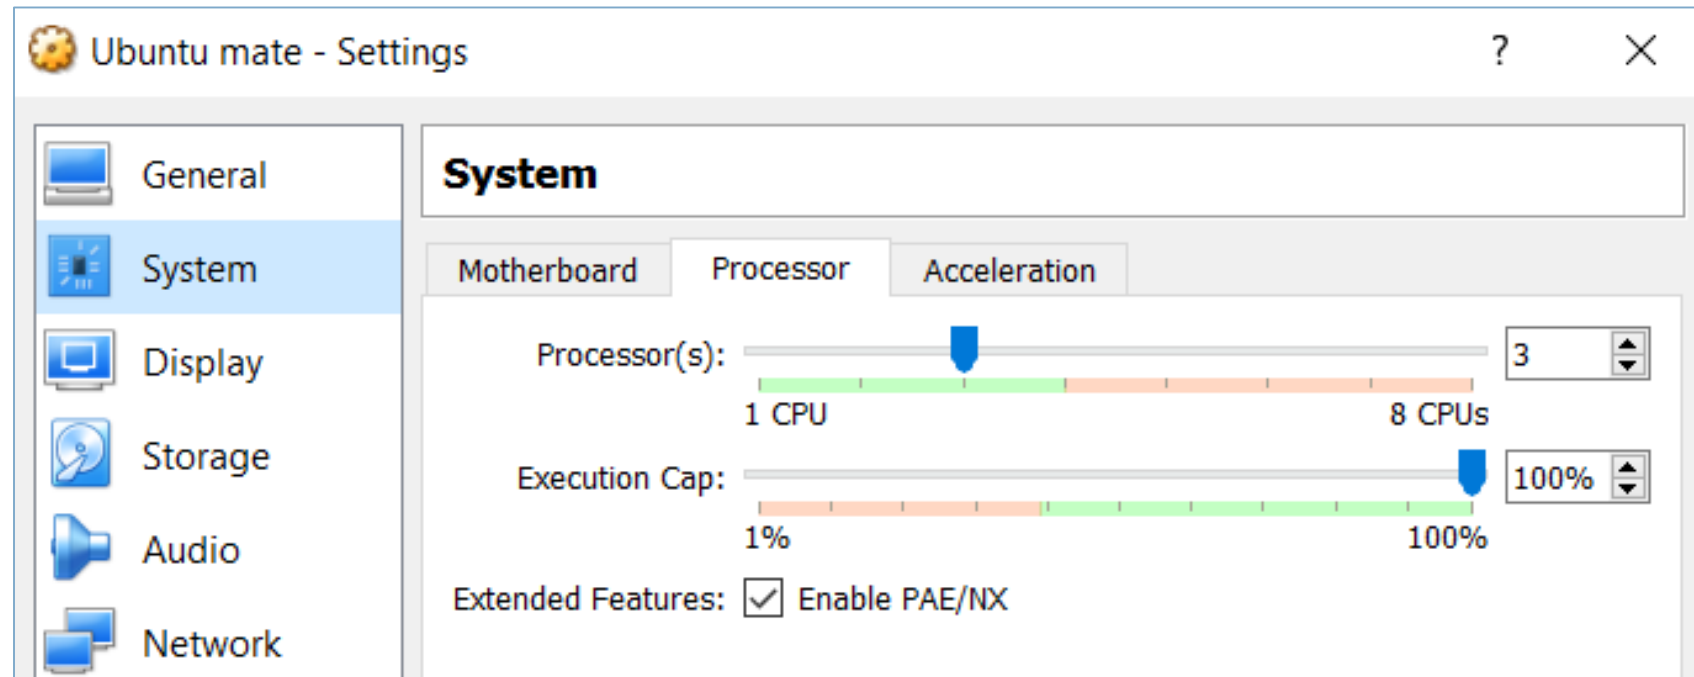 Ubuntu mate - Settings ?
General
System
Display
Storage
Audio
Network
System
Motherboard Processor Acceleration
Processor(s): 3
1 CPU 8 CPUs
Execution Cap: 100%
1% 100%
Extended Features: Enable PAE/NX